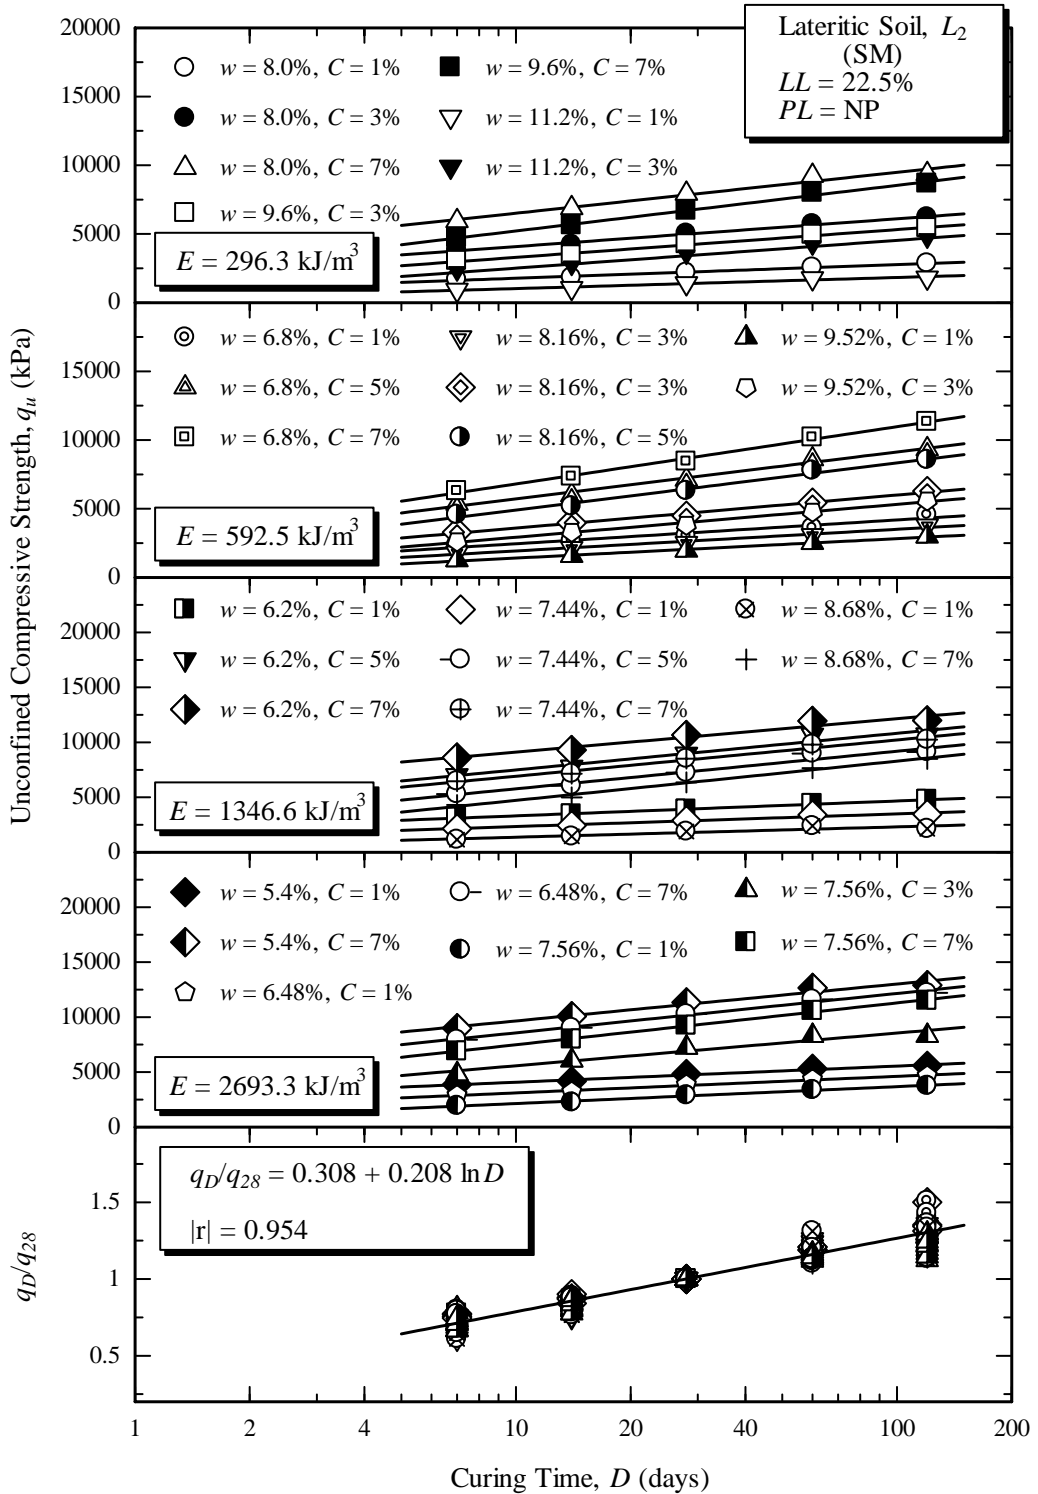 Lateritic Soil, L₂
(SM)
LL = 22.5%
PL = NP
20000
15000
10000
5000
0
w = 8.0%, C = 1%
w = 8.0%, C = 3%
w = 8.0%, C = 7%
w = 9.6%, C = 3%
w = 9.6%, C = 7%
w = 11.2%, C = 1%
w = 11.2%, C = 3%
E = 296.3 kJ/m³
15000
10000
5000
0
w = 6.8%, C = 1%
w = 6.8%, C = 5%
w = 6.8%, C = 7%
w = 8.16%, C = 3%
w = 8.16%, C = 3%
w = 8.16%, C = 5%
w = 9.52%, C = 1%
w = 9.52%, C = 3%
E = 592.5 kJ/m³
Unconfined Compressive Strength, qᵤ (kPa)
20000
15000
10000
5000
0
w = 6.2%, C = 1%
w = 6.2%, C = 5%
w = 6.2%, C = 7%
w = 7.44%, C = 1%
w = 7.44%, C = 5%
w = 7.44%, C = 7%
w = 8.68%, C = 1%
w = 8.68%, C = 7%
E = 1346.6 kJ/m³
20000
15000
10000
5000
0
w = 5.4%, C = 1%
w = 5.4%, C = 7%
w = 6.48%, C = 1%
w = 6.48%, C = 7%
w = 7.56%, C = 1%
w = 7.56%, C = 3%
w = 7.56%, C = 7%
E = 2693.3 kJ/m³
q_D/q₂₈
1.5
1
0.5
q_D/q₂₈ = 0.308 + 0.208 lnD
|r| = 0.954
1 2 4 10 20 40 100 200
Curing Time, D (days)